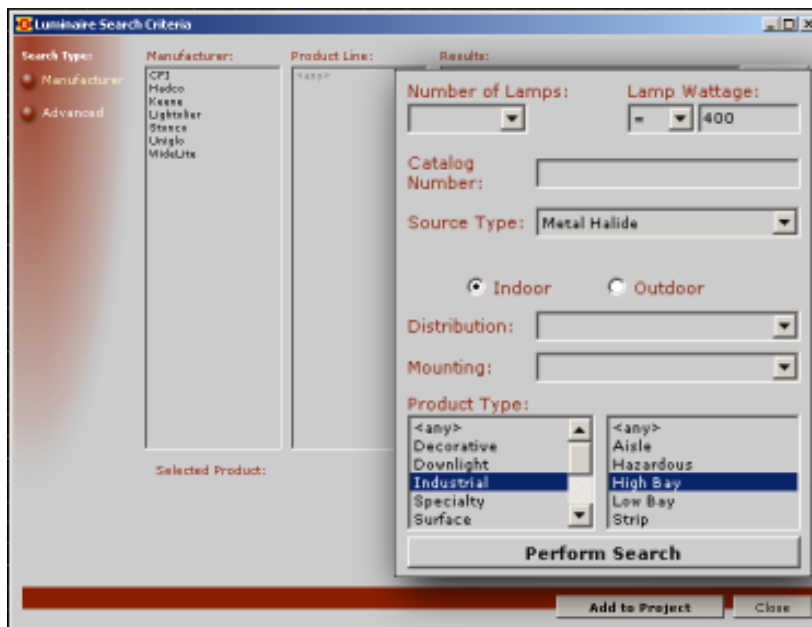 Luminaire Search Criteria
Search Type:
Manufacturer
Advanced
Manufacturer:
CFI
Hadco
Keene
Lightolier
Stonco
Uniglo
WideLite
Product Line:
<any>
Results:
Selected Product:
Number of Lamps:
Lamp Wattage:
= 400
Catalog
Number:
Source Type: Metal Halide
Indoor Outdoor
Distribution:
Mounting:
Product Type:
<any>
Decorative
Downlight
Industrial
Specialty
Surface
<any>
Aisle
Hazardous
High Bay
Low Bay
Strip
Perform Search
Add to Project
Close